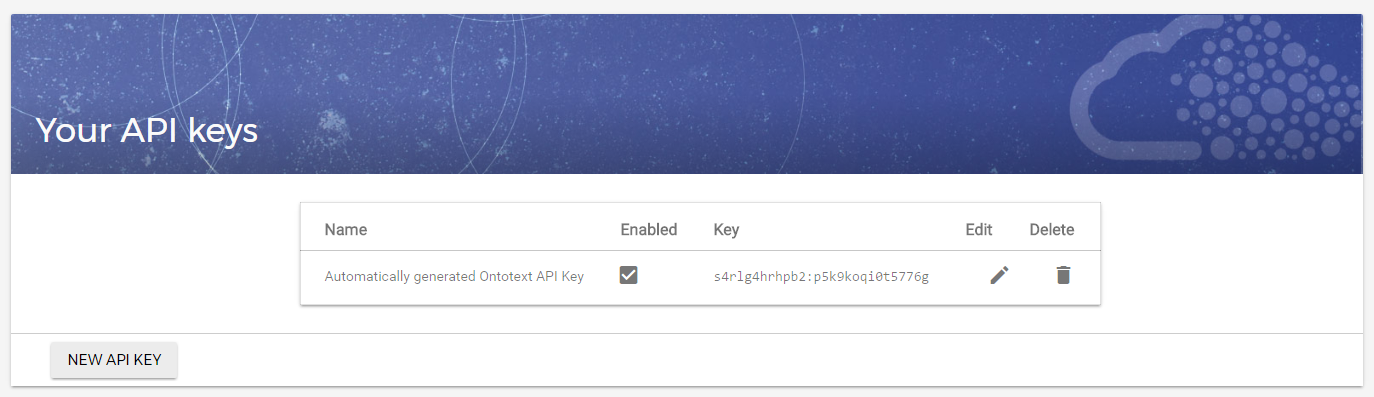 Your API keys
Name Enabled Key Edit Delete
Automatically generated Ontotext API Key s4rlg4hrhpb2:p5k9koqi0t5776g
NEW API KEY